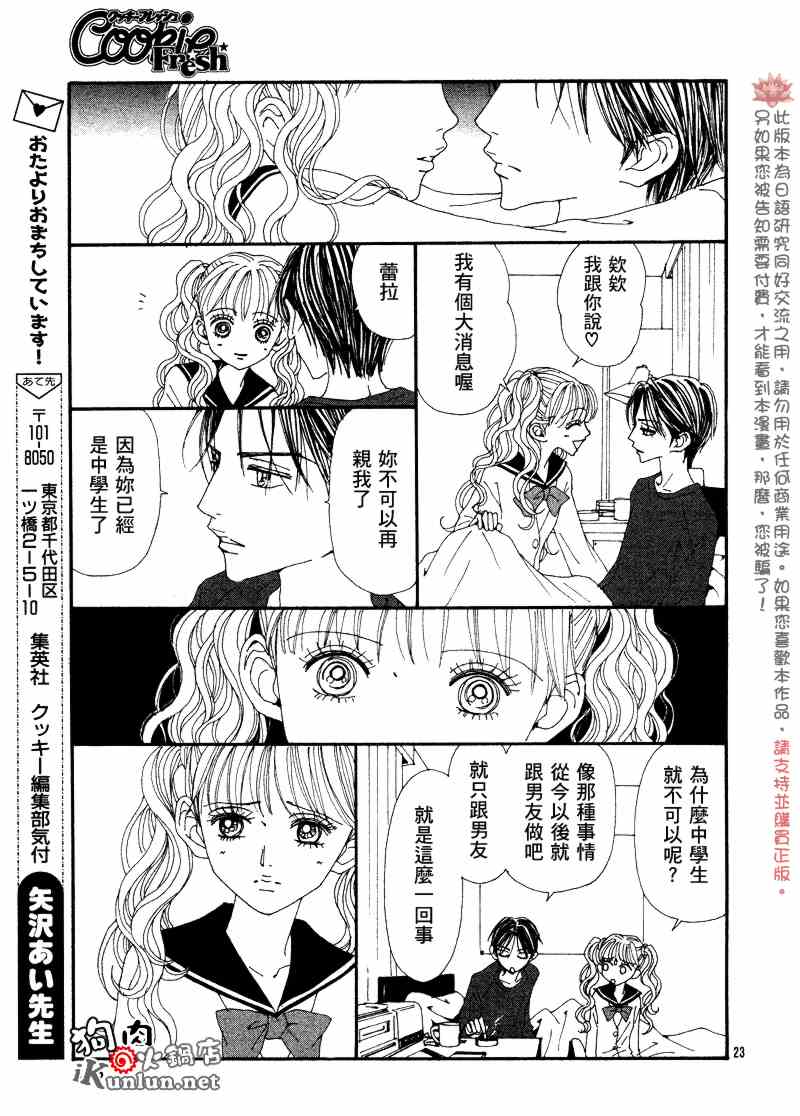 クッキーフレッシュ
Cookie
Fresh
欸欸
我跟你說♡
我有個大消息喔
蕾拉
妳不可以再
親我了
因為妳已經
是中學生了
為什麼中學生
就不可以呢?
像那種事情
從今以後就
跟男友做吧
就只跟男友
就是這麼一回事
23
おたよりおまちしています!
あて先
〒101-8050
東京都千代田区
一ツ橋2-5-10
集英社 クッキー編集部気付
矢沢あい先生
此版本為日語研究同好交流之用,請勿用於任何商業用途。如果您喜歡本作品,請支持並購買正版。
另如果您被告知需要付費,才能看到本漫畫,那麼,您被騙了!
狗肉火鍋店
iKunlun.net